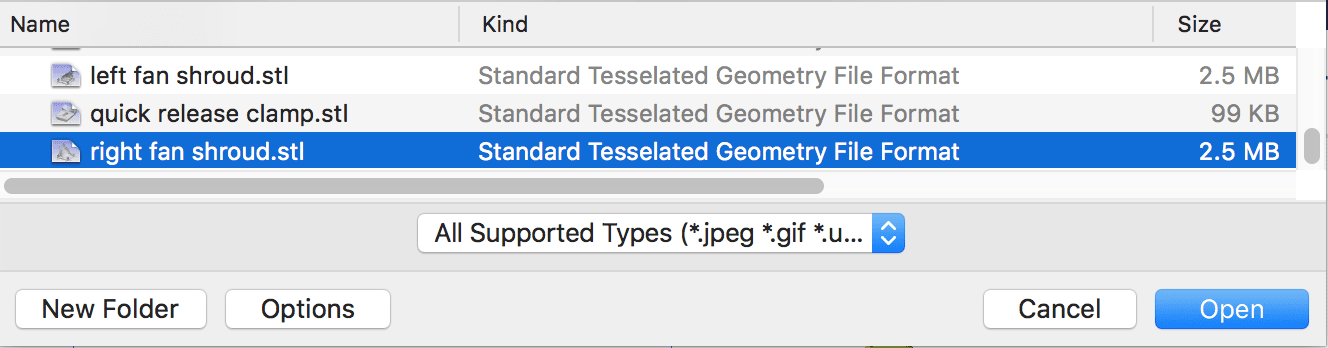 Name Kind Size
left fan shroud.stl Standard Tesselated Geometry File Format 2.5 MB
quick release clamp.stl Standard Tesselated Geometry File Format 99 KB
right fan shroud.stl Standard Tesselated Geometry File Format 2.5 MB
All Supported Types (*.jpeg *.gif *.u...
New Folder Options Cancel Open